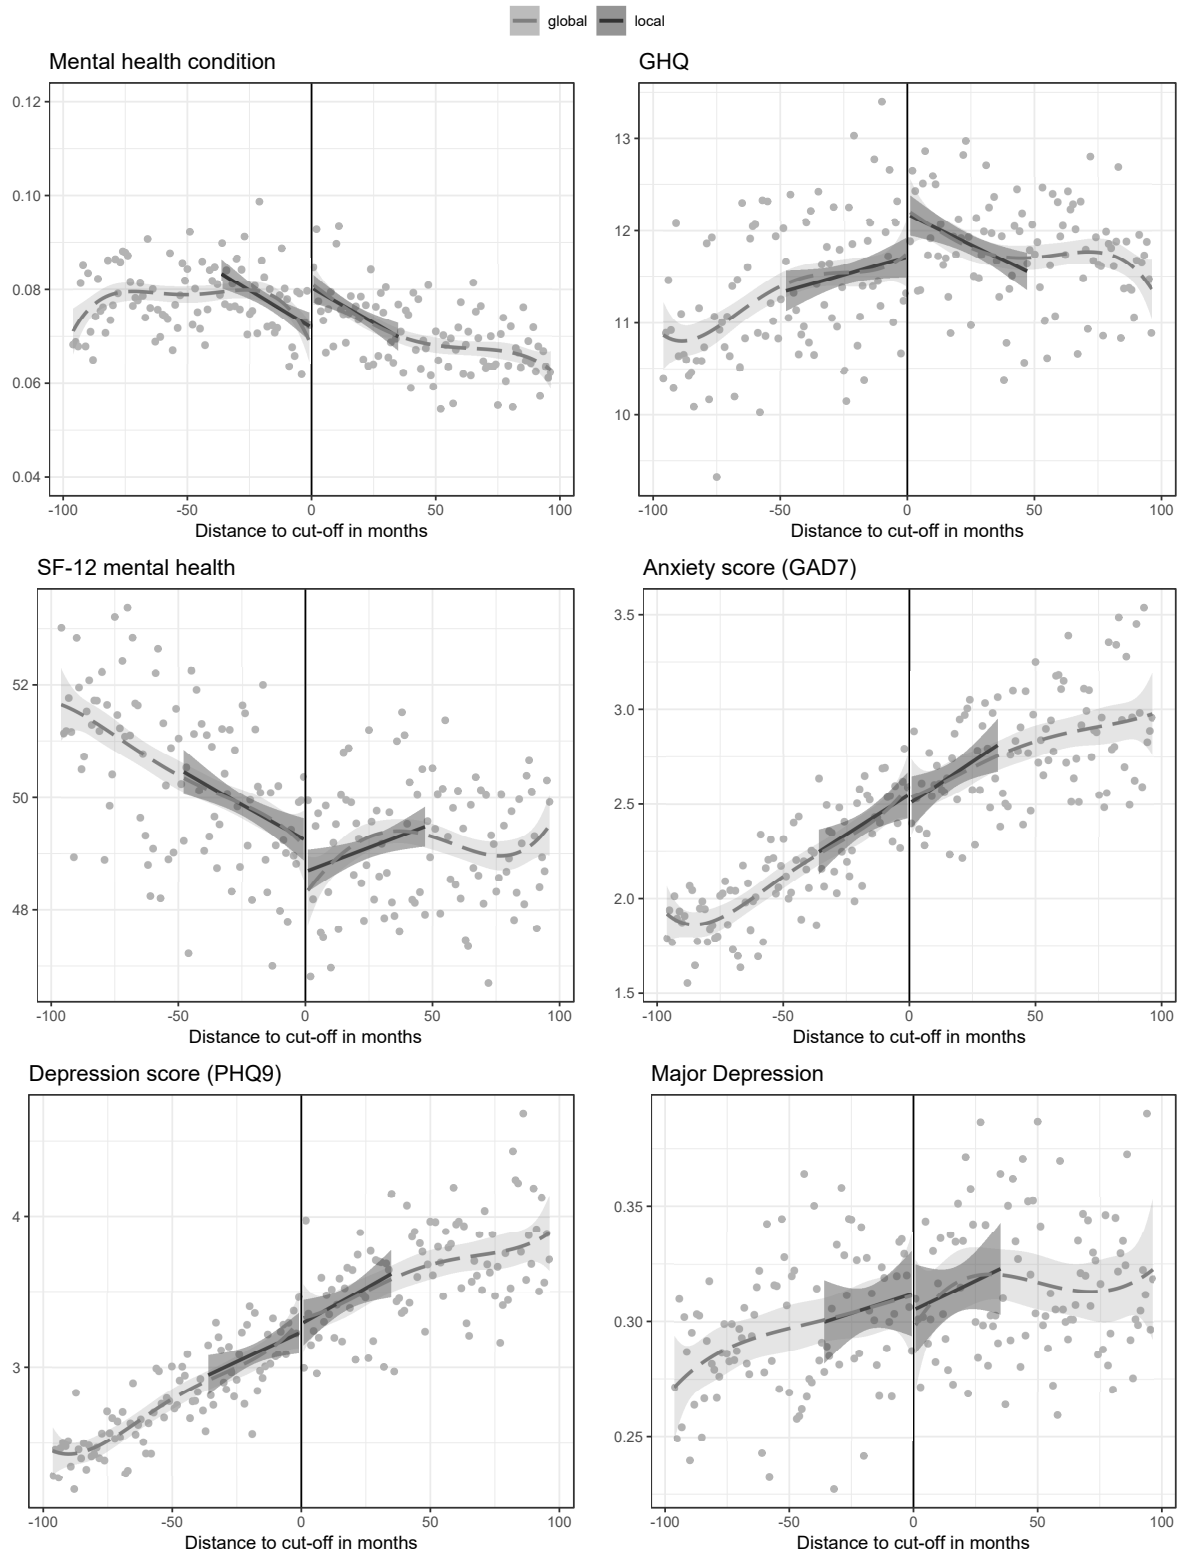 global local
Mental health condition
0.12
0.10
0.08
0.06
0.04
-100 -50 0 50 100
Distance to cut-off in months
GHQ
13
12
11
10
-100 -50 0 50 100
Distance to cut-off in months
SF-12 mental health
52
50
48
-100 -50 0 50 100
Distance to cut-off in months
Anxiety score (GAD7)
3.5
3.0
2.5
2.0
1.5
-100 -50 0 50 100
Distance to cut-off in months
Depression score (PHQ9)
4
3
-100 -50 0 50 100
Distance to cut-off in months
Major Depression
0.35
0.30
0.25
-100 -50 0 50 100
Distance to cut-off in months